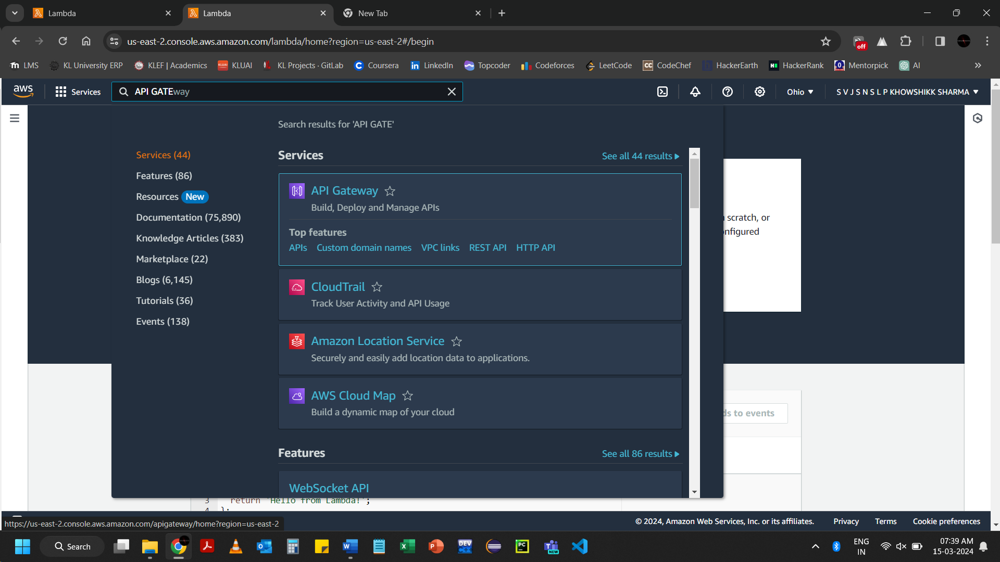 Lambda
Lambda
New Tab
us-east-2.console.aws.amazon.com/lambda/home?region=us-east-2#/begin
off
LMS
KL University ERP
KLEF | Academics
KLUAI
KL Projects · GitLab
Coursera
LinkedIn
Topcoder
Codeforces
LeetCode
CodeChef
HackerEarth
HackerRank
Mentorpick
AI
aws
Services
API GATEway
Ohio
S V J S N S L P KHOWSHIKK SHARMA
Search results for 'API GATE'
Services (44)
Features (86)
Resources New
Documentation (75,890)
Knowledge Articles (383)
Marketplace (22)
Blogs (6,145)
Tutorials (36)
Events (138)
Services
See all 44 results
API Gateway
Build, Deploy and Manage APIs
Top features
APIs Custom domain names VPC links REST API HTTP API
CloudTrail
Track User Activity and API Usage
Amazon Location Service
Securely and easily add location data to applications.
AWS Cloud Map
Build a dynamic map of your cloud
Features
See all 86 results
WebSocket API
scratch, or
nfigured
ds to events
3 return 'Hello from Lambda!';
4 };
https://us-east-2.console.aws.amazon.com/apigateway/home?region=us-east-2
© 2024, Amazon Web Services, Inc. or its affiliates.
Privacy
Terms
Cookie preferences
Search
DEV
PC
NEW
ENG
IN
07:39 AM
15-03-2024